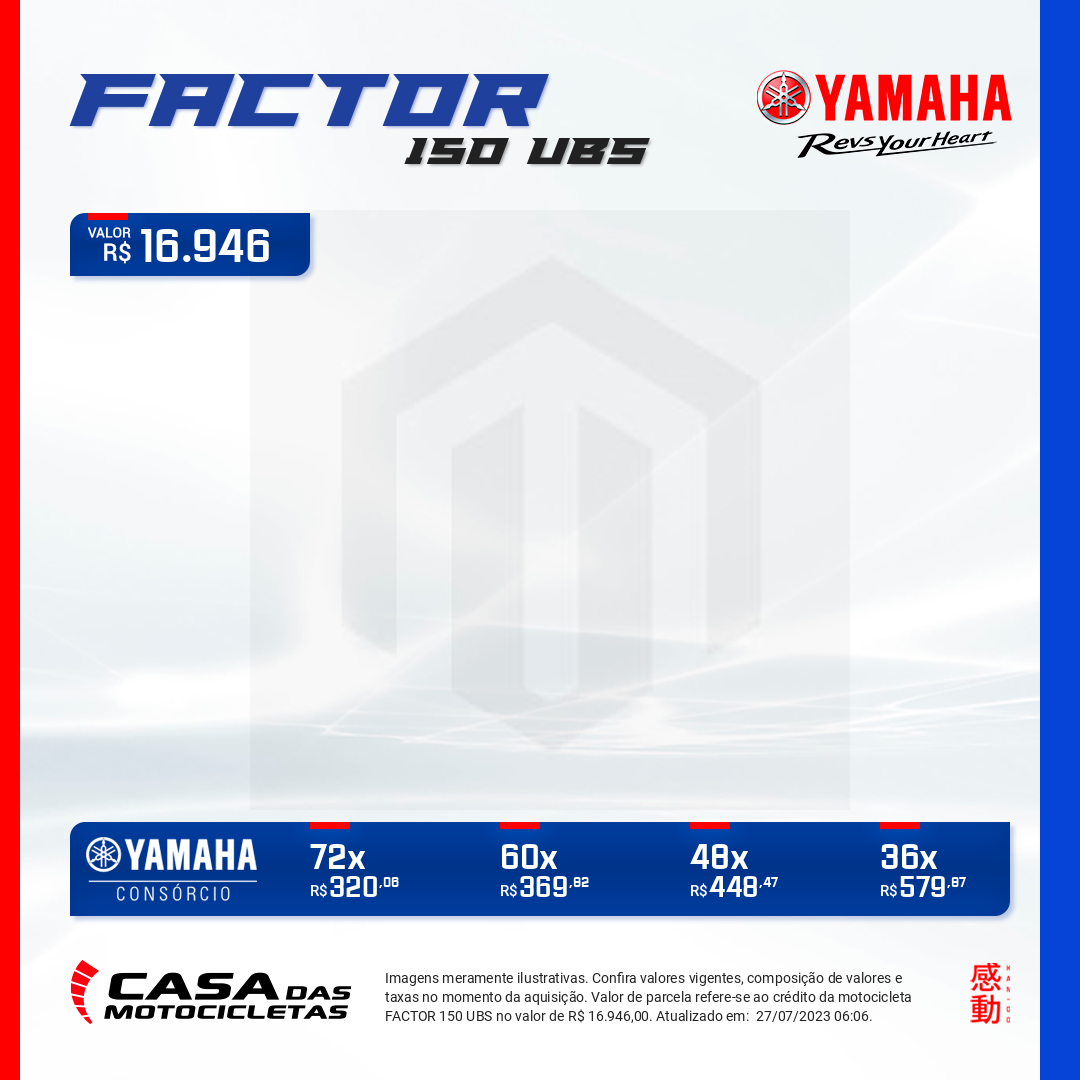 FACTOR
150 UBS
YAMAHA
Revs Your Heart
VALOR
R$ 16.946
YAMAHA
CONSÓRCIO
72x
R$ 320,06
60x
R$ 369,82
48x
R$ 448,47
36x
R$ 579,87
CASA DAS
MOTOCICLETAS
Imagens meramente ilustrativas. Confira valores vigentes, composição de valores e
taxas no momento da aquisição. Valor de parcela refere-se ao crédito da motocicleta
FACTOR 150 UBS no valor de R$ 16.946,00. Atualizado em: 27/07/2023 06:06.
感動